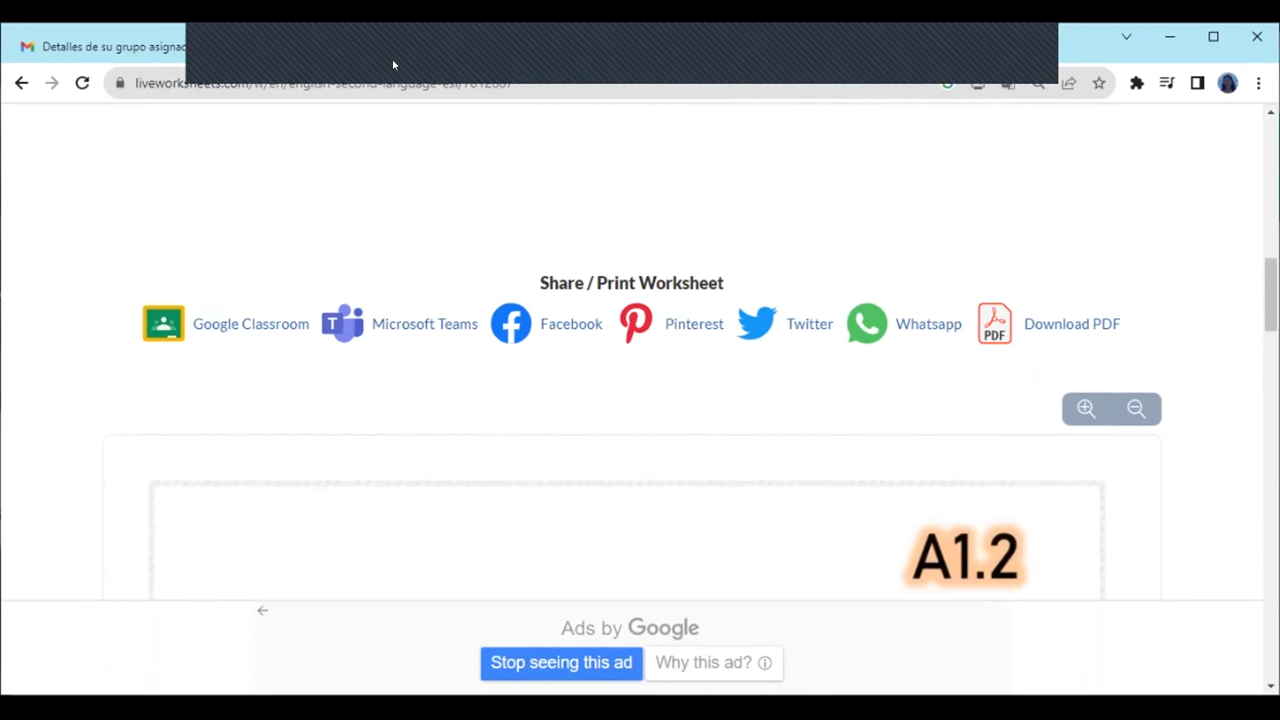 Detalles de su grupo asignac
Share / Print Worksheet
Google Classroom
T Microsoft Teams
Facebook
Pinterest
Twitter
Whatsapp
PDF Download PDF
A1.2
Ads by Google
Stop seeing this ad
Why this ad?